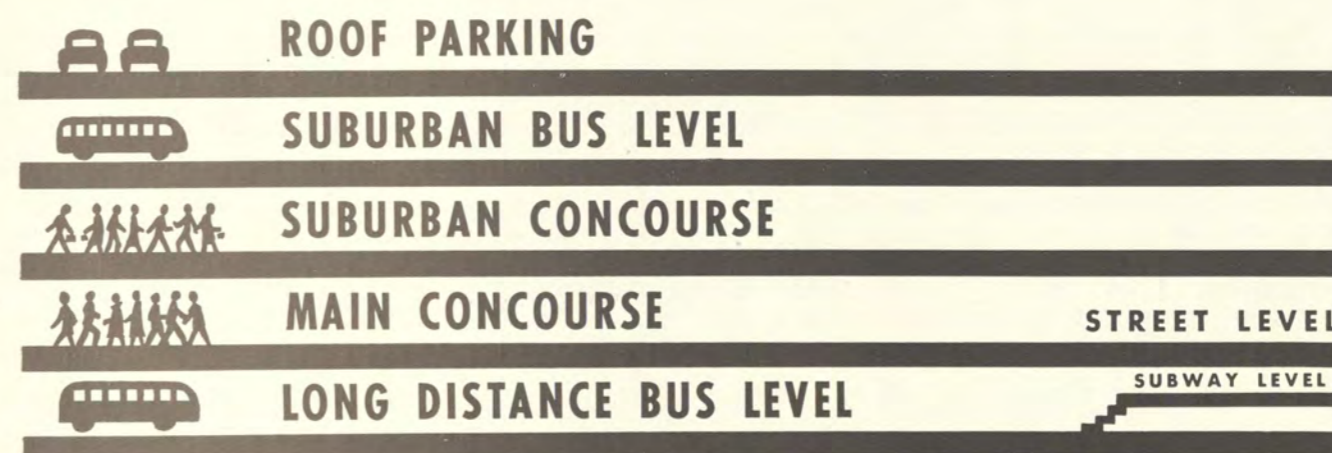 ROOF PARKING
SUBURBAN BUS LEVEL
SUBURBAN CONCOURSE
MAIN CONCOURSE
STREET LEVEL
SUBWAY LEVEL
LONG DISTANCE BUS LEVEL